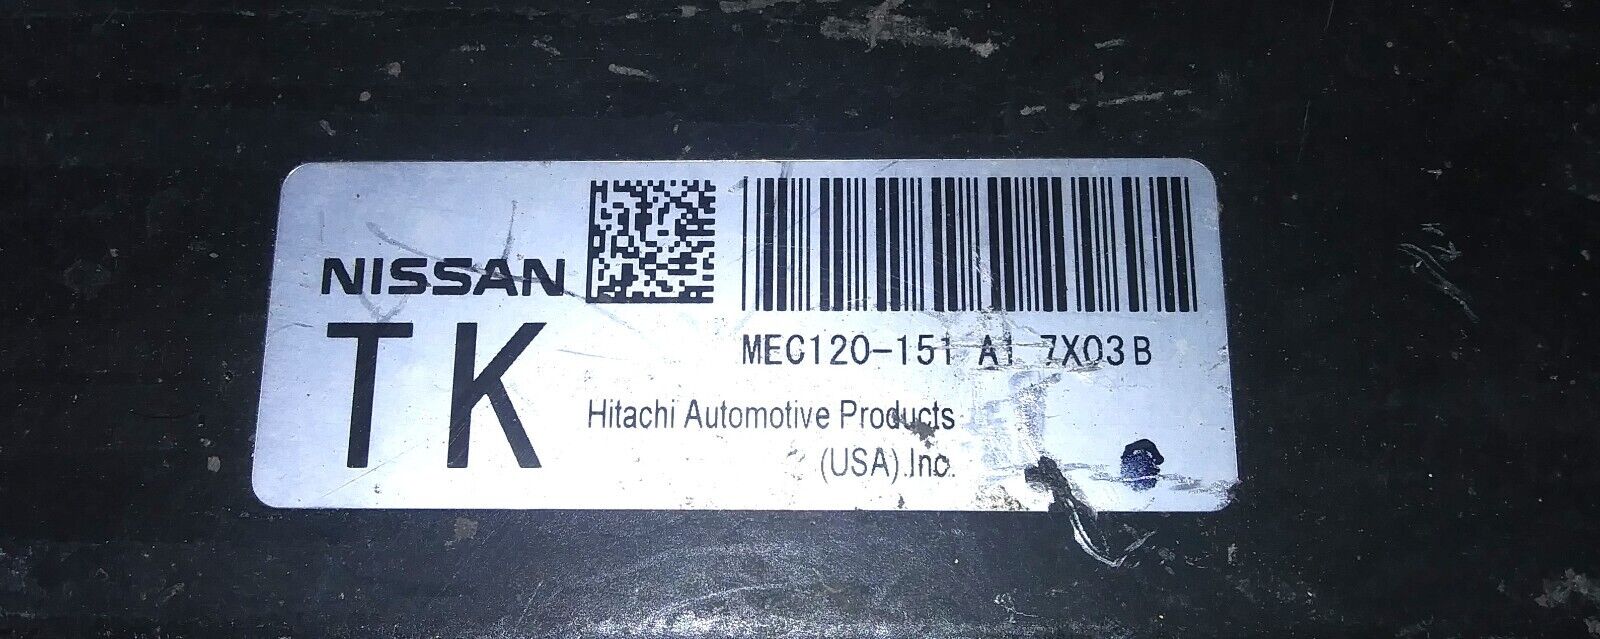 NISSAN
TK
MEC120-151 A1 7X03 B
Hitachi Automotive Products
(USA).Inc.